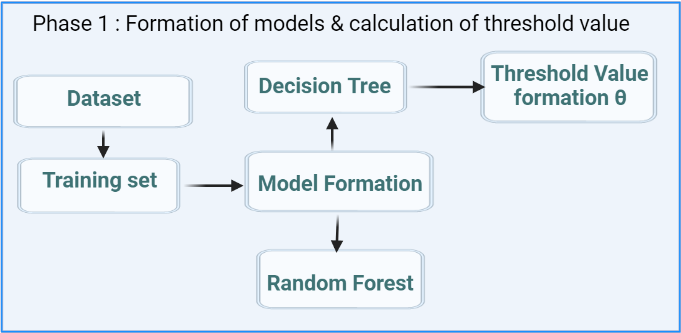 Phase 1 : Formation of models & calculation of threshold value
Dataset
Decision Tree
Threshold Value
formation θ
Training set
Model Formation
Random Forest